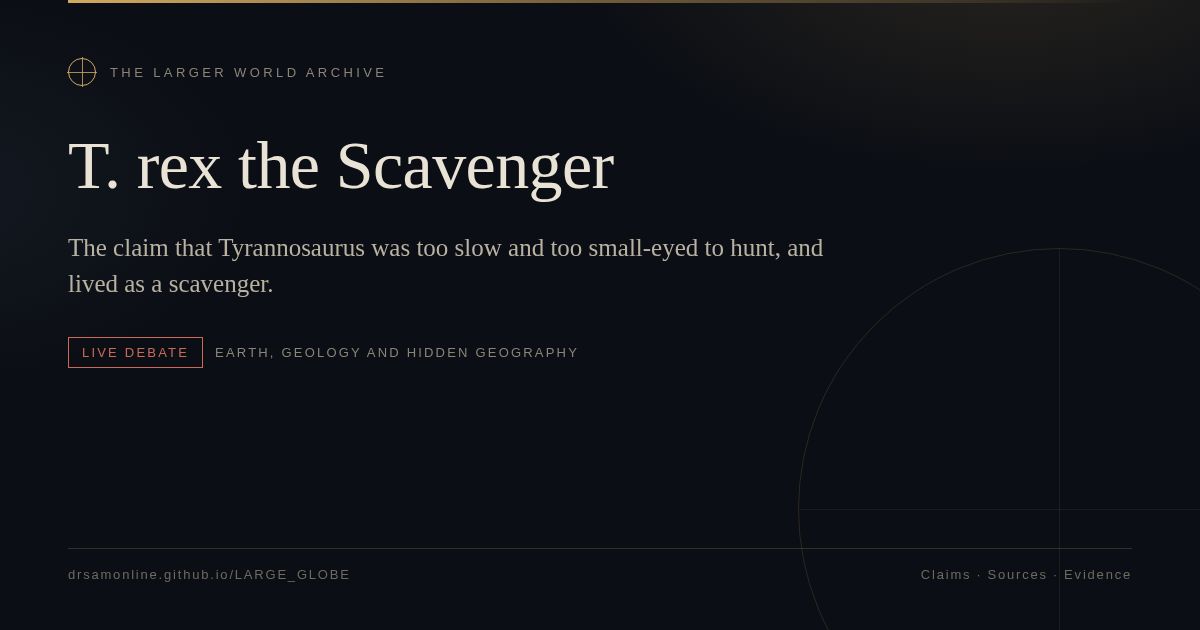 THE LARGER WORLD ARCHIVE
T. rex the Scavenger
The claim that Tyrannosaurus was too slow and too small-eyed to hunt, and
lived as a scavenger.
LIVE DEBATE EARTH, GEOLOGY AND HIDDEN GEOGRAPHY
drsamonline.github.io/LARGE_GLOBE Claims · Sources · Evidence